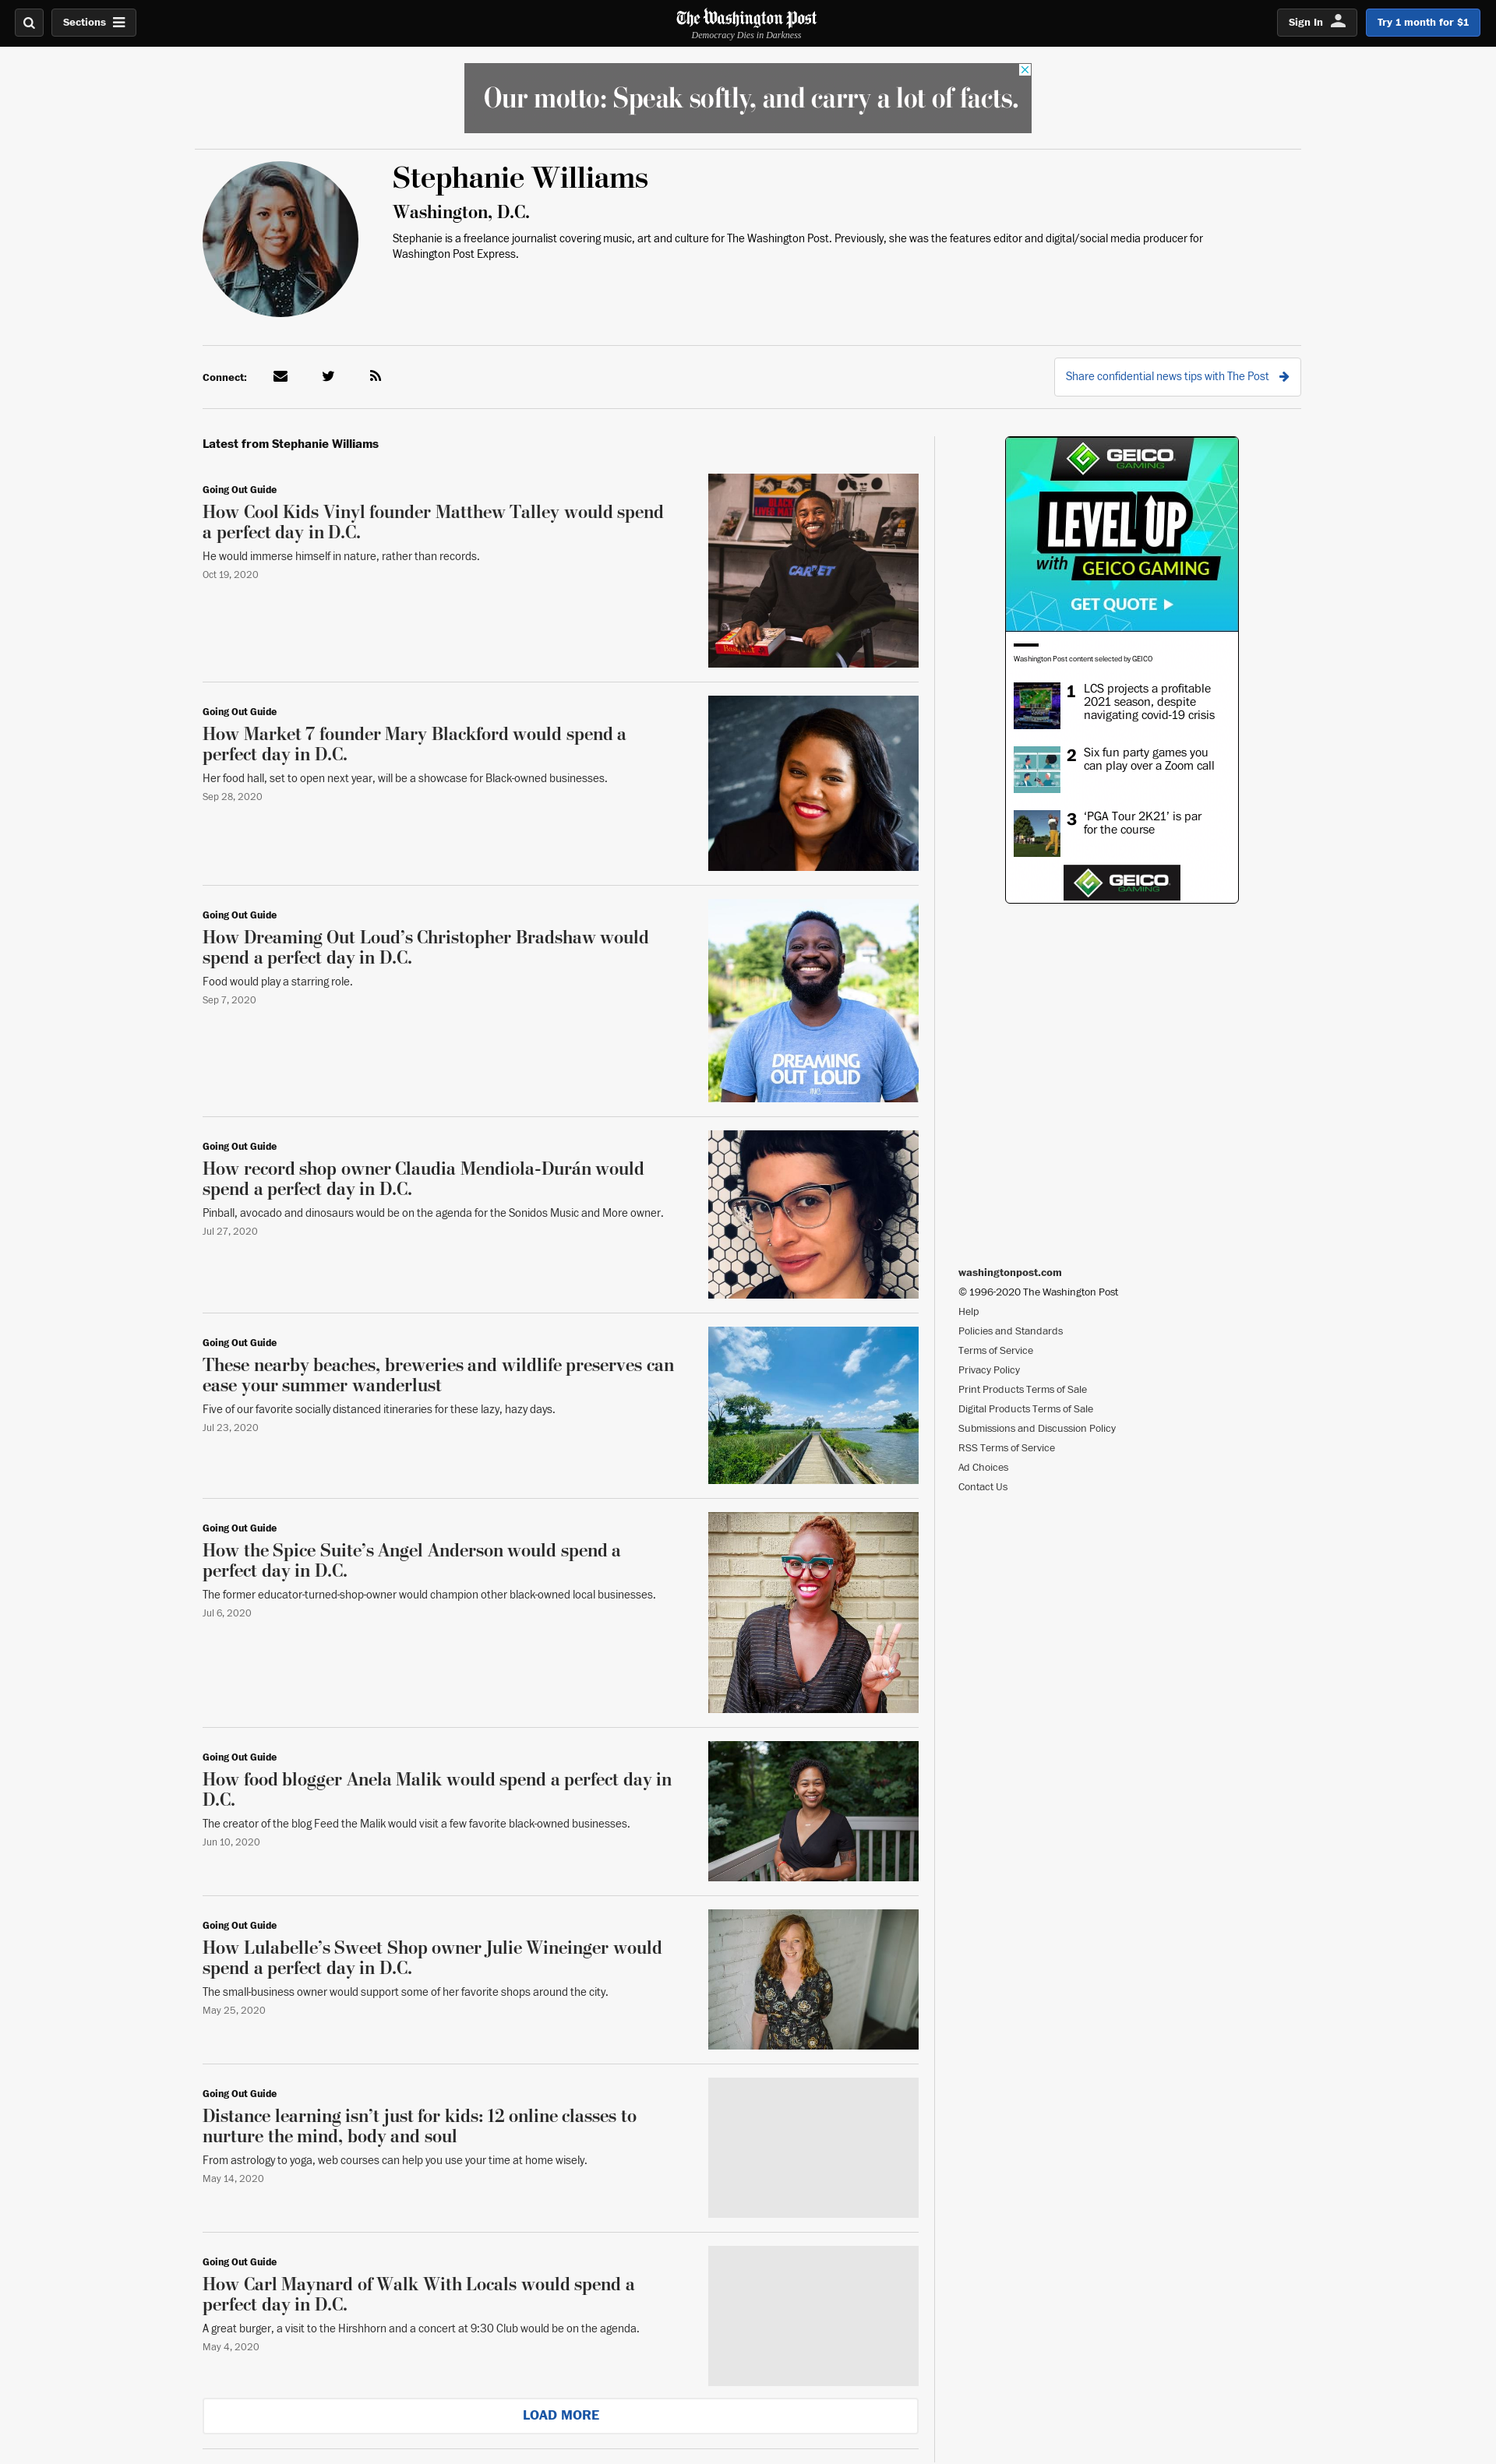 Sections
The Washington Post
Democracy Dies in Darkness
Sign In
Try 1 month for $1
Our motto: Speak softly, and carry a lot of facts.
Stephanie Williams
Washington, D.C.
Stephanie is a freelance journalist covering music, art and culture for The Washington Post. Previously, she was the features editor and digital/social media producer for
Washington Post Express.
Connect:
Share confidential news tips with The Post
Latest from Stephanie Williams
Going Out Guide
How Cool Kids Vinyl founder Matthew Talley would spend
a perfect day in D.C.
He would immerse himself in nature, rather than records.
Oct 19, 2020
Going Out Guide
How Market 7 founder Mary Blackford would spend a
perfect day in D.C.
Her food hall, set to open next year, will be a showcase for Black-owned businesses.
Sep 28, 2020
Going Out Guide
How Dreaming Out Loud’s Christopher Bradshaw would
spend a perfect day in D.C.
Food would play a starring role.
Sep 7, 2020
DREAMING
OUT LOUD
INC.
Going Out Guide
How record shop owner Claudia Mendiola-Durán would
spend a perfect day in D.C.
Pinball, avocado and dinosaurs would be on the agenda for the Sonidos Music and More owner.
Jul 27, 2020
Going Out Guide
These nearby beaches, breweries and wildlife preserves can
ease your summer wanderlust
Five of our favorite socially distanced itineraries for these lazy, hazy days.
Jul 23, 2020
Going Out Guide
How the Spice Suite’s Angel Anderson would spend a
perfect day in D.C.
The former educator-turned-shop-owner would champion other black-owned local businesses.
Jul 6, 2020
Going Out Guide
How food blogger Anela Malik would spend a perfect day in
D.C.
The creator of the blog Feed the Malik would visit a few favorite black-owned businesses.
Jun 10, 2020
Going Out Guide
How Lulabelle’s Sweet Shop owner Julie Wineinger would
spend a perfect day in D.C.
The small-business owner would support some of her favorite shops around the city.
May 25, 2020
Going Out Guide
Distance learning isn’t just for kids: 12 online classes to
nurture the mind, body and soul
From astrology to yoga, web courses can help you use your time at home wisely.
May 14, 2020
Going Out Guide
How Carl Maynard of Walk With Locals would spend a
perfect day in D.C.
A great burger, a visit to the Hirshhorn and a concert at 9:30 Club would be on the agenda.
May 4, 2020
LOAD MORE
GEICO
GAMING
LEVEL UP
with GEICO GAMING
GET QUOTE
Washington Post content selected by GEICO
1 LCS projects a profitable
2021 season, despite
navigating covid-19 crisis
2 Six fun party games you
can play over a Zoom call
3 ‘PGA Tour 2K21’ is par
for the course
GEICO
GAMING
washingtonpost.com
© 1996-2020 The Washington Post
Help
Policies and Standards
Terms of Service
Privacy Policy
Print Products Terms of Sale
Digital Products Terms of Sale
Submissions and Discussion Policy
RSS Terms of Service
Ad Choices
Contact Us